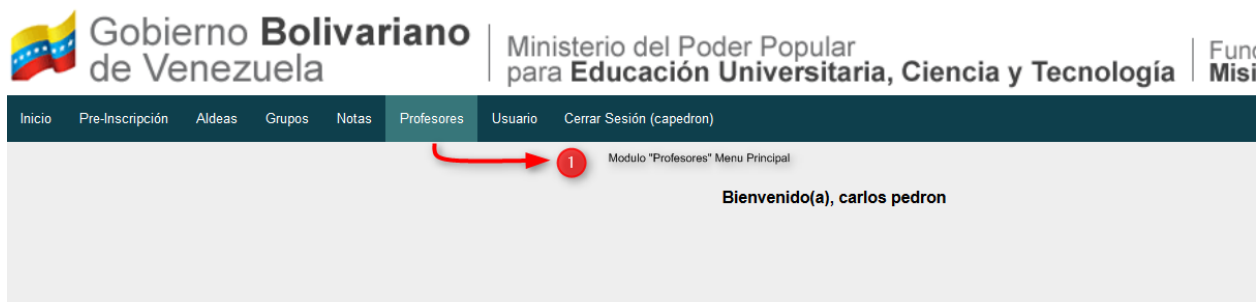 Gobierno Bolivariano
de Venezuela
Ministerio del Poder Popular
para Educación Universitaria, Ciencia y Tecnología
Inicio Pre-Inscripción Aldeas Grupos Notas Profesores Usuario Cerrar Sesión (capedron)
1 Modulo "Profesores" Menu Principal
Bienvenido(a), carlos pedron